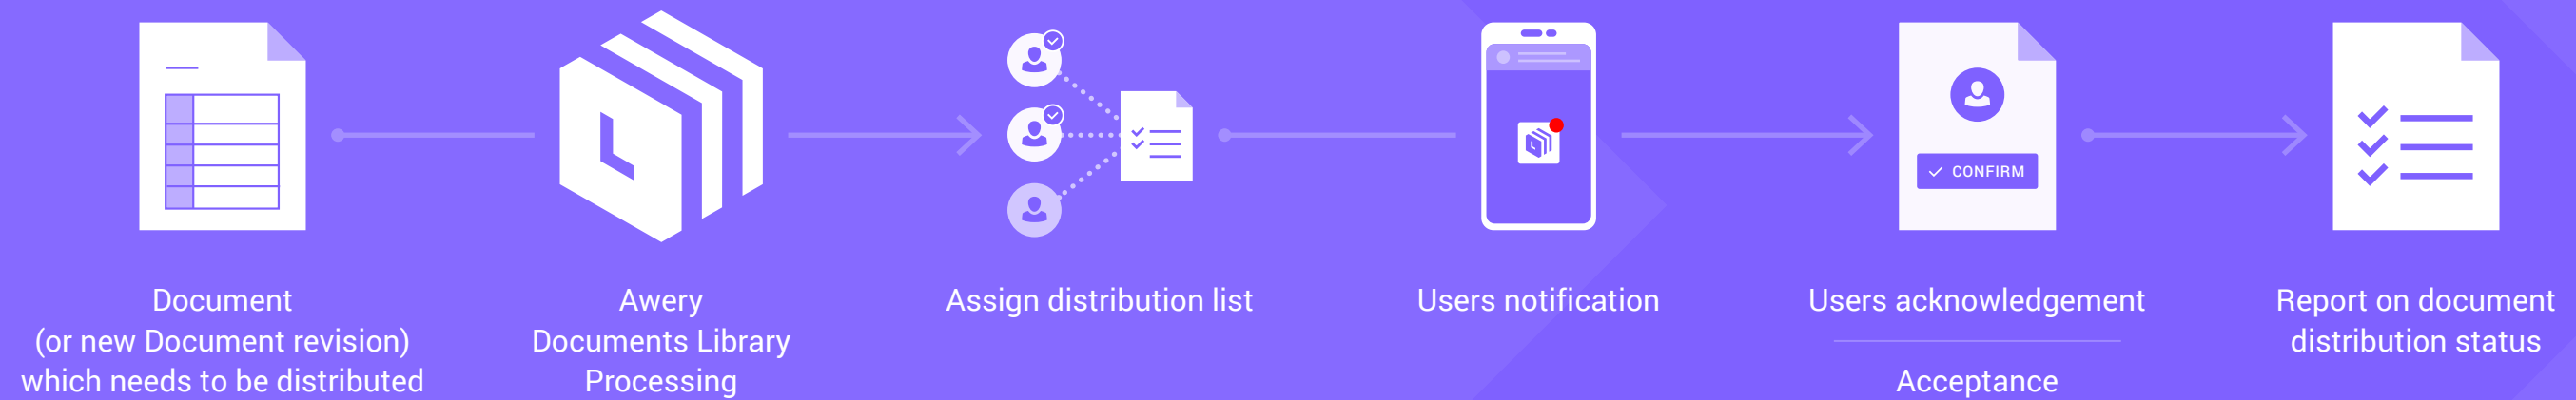 CONFIRM
Document
(or new Document revision)
which needs to be distributed
Awery
Documents Library
Processing
Assign distribution list
Users notification
Users acknowledgement
Acceptance
Report on document
distribution status